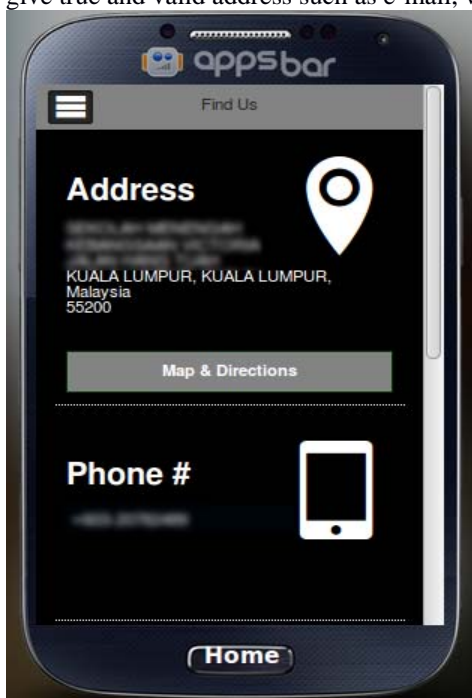 give true and valid address such as e-mail,
appsbar
Find Us
Address
KUALA LUMPUR, KUALA LUMPUR,
Malaysia
55200
Map & Directions
Phone #
Home